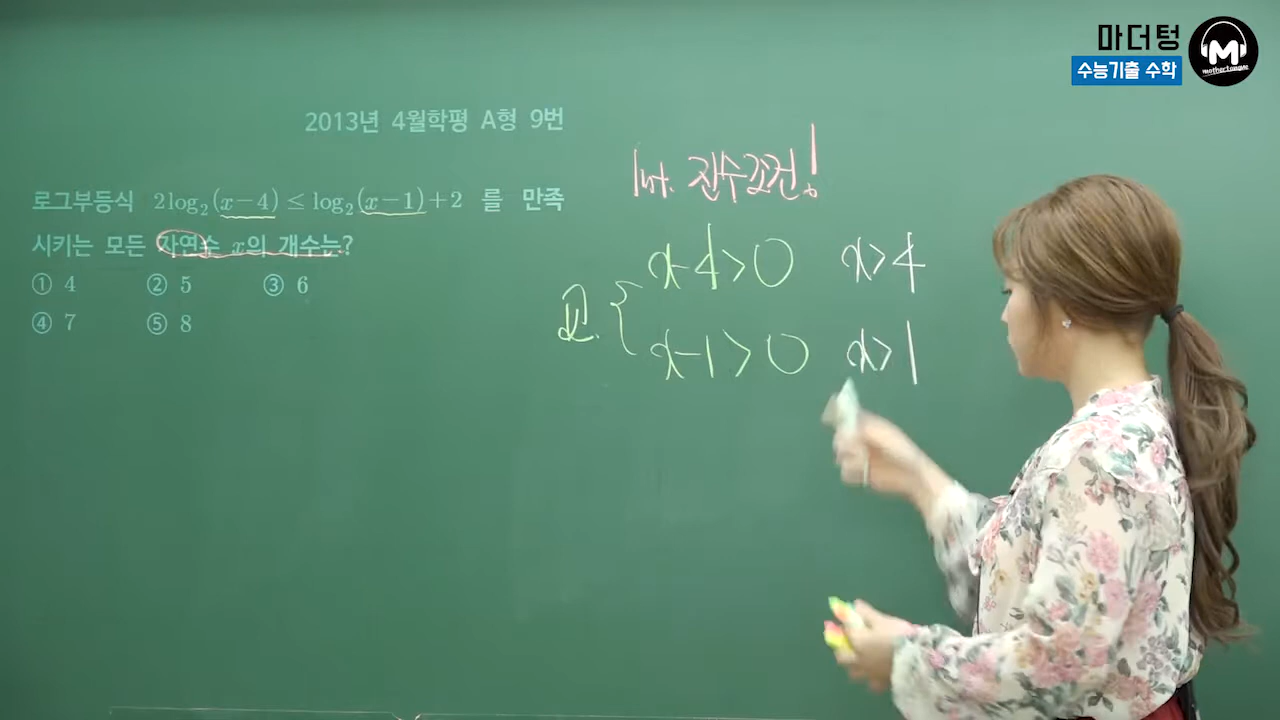 마더텅
수능기출 수학
M
mothertongue
2013년 4월학평 A형 9번
로그부등식 2log₂(x-4) ≤ log₂(x-1)+2 를 만족
시키는 모든 자연수 x의 개수는?
① 4 ② 5 ③ 6
④ 7 ⑤ 8
1st. 진수조건!
x-4>0 x>4
x-1>0 x>1